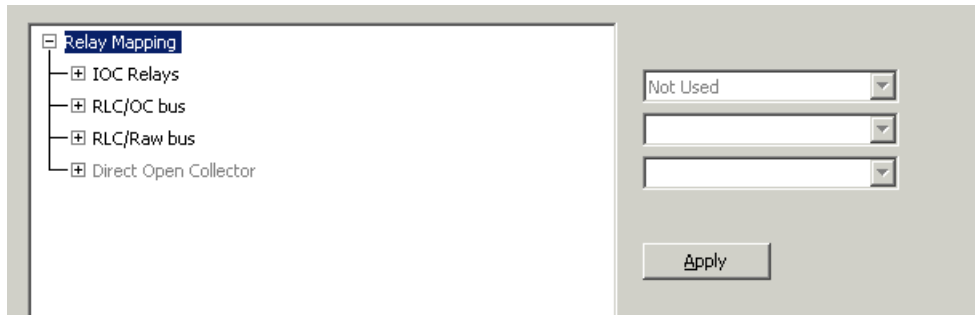 Relay Mapping
IOC Relays
RLC/OC bus
RLC/Raw bus
Direct Open Collector
Not Used
Apply